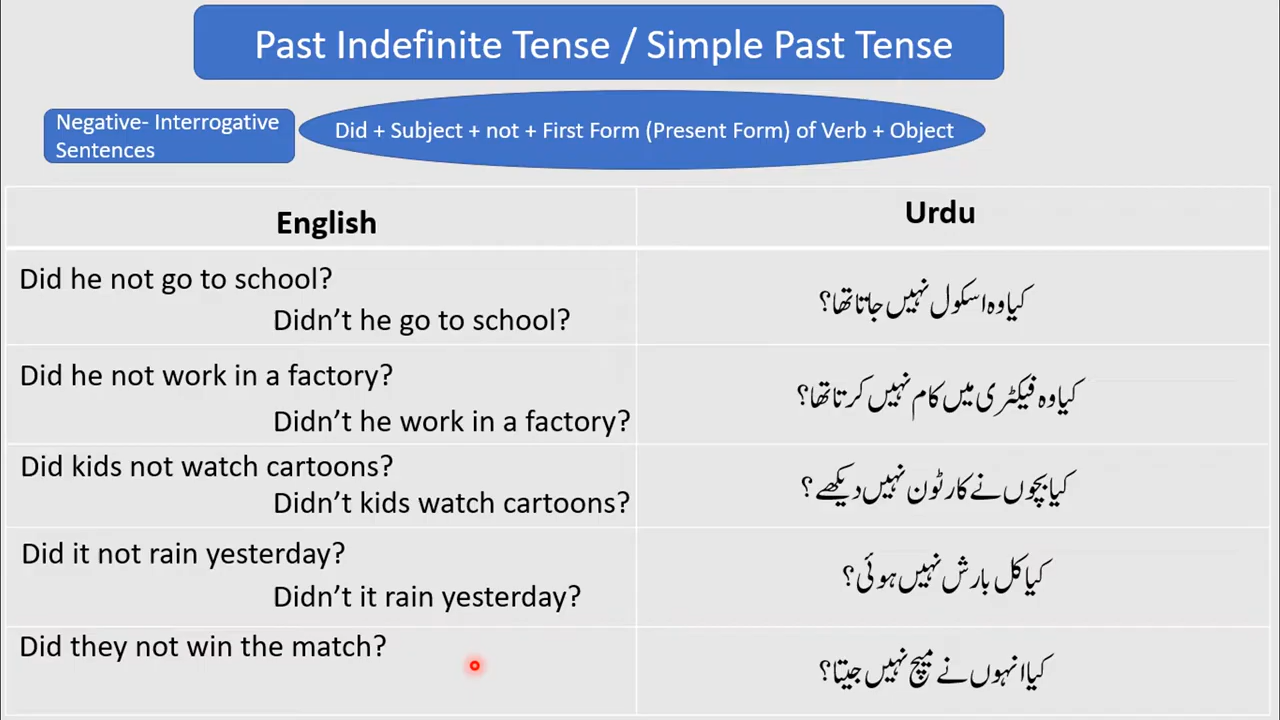 Past Indefinite Tense / Simple Past Tense
Negative- Interrogative
Sentences
Did + Subject + not + First Form (Present Form) of Verb + Object
English
Urdu
Did he not go to school?
Didn't he go to school?
کیا وہ اسکول نہیں جاتا تھا؟
Did he not work in a factory?
Didn't he work in a factory?
کیا وہ فیکٹری میں کام نہیں کرتا تھا؟
Did kids not watch cartoons?
Didn't kids watch cartoons?
کیا بچوں نے کارٹون نہیں دیکھے ؟
Did it not rain yesterday?
Didn't it rain yesterday?
کیا کل بارش نہیں ہوئی؟
Did they not win the match?
کیا انہوں نے میچ نہیں جیتا؟